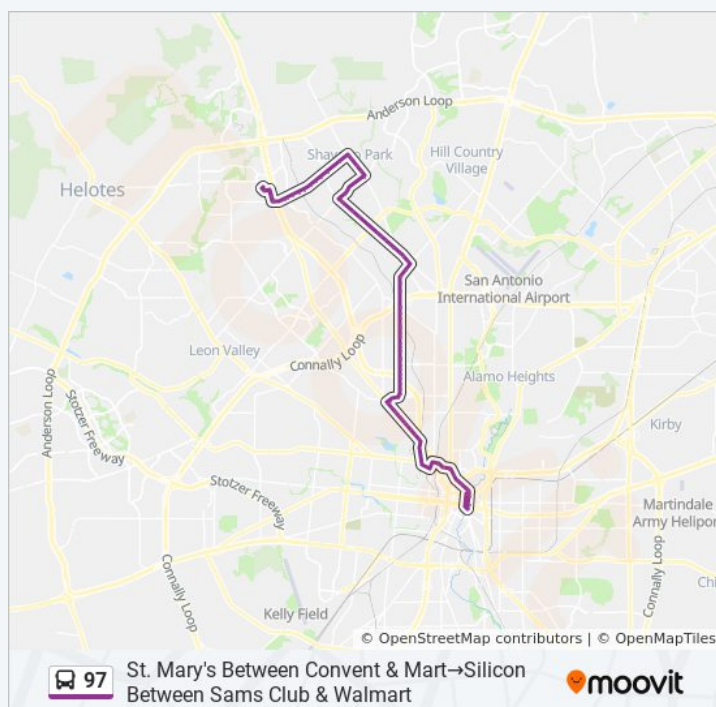 Anderson Loop
Shavano Park
Hill Country
Village
Helotes
San Antonio
International Airport
Leon Valley
Connally Loop
Alamo Heights
Anderson Loop
Stotzer Freeway
Kirby
Stotzer Freeway
Martindale
Army Heliport
Connally Loop
Connally Loop
Kelly Field
© OpenStreetMap contributors | © OpenMapTiles
97
St. Mary's Between Convent & Mart→Silicon
Between Sams Club & Walmart
moovit